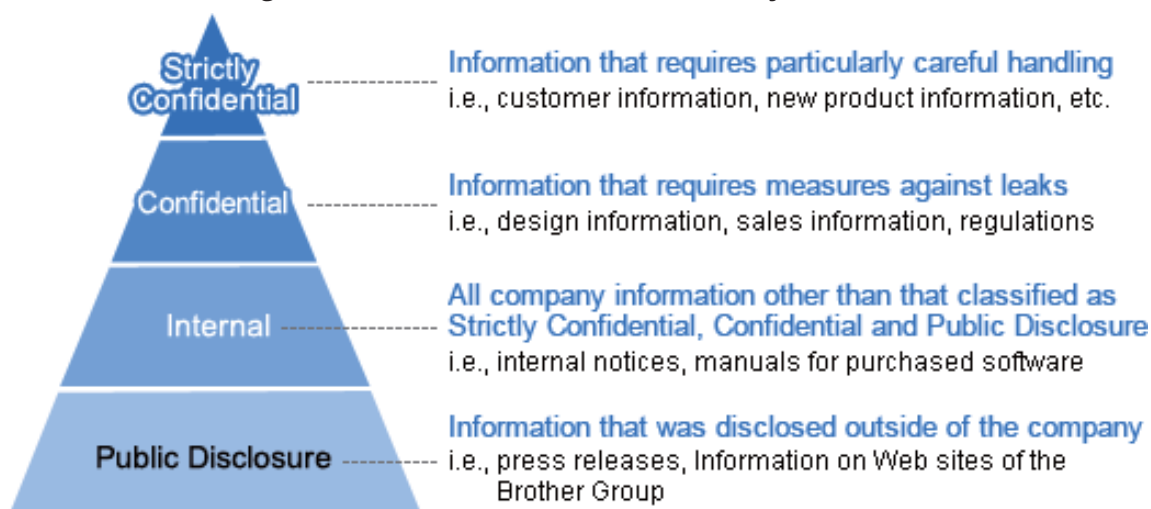 Strictly
Confidential
Information that requires particularly careful handling
i.e., customer information, new product information, etc.
Confidential
Information that requires measures against leaks
i.e., design information, sales information, regulations
Internal
All company information other than that classified as
Strictly Confidential, Confidential and Public Disclosure
i.e., internal notices, manuals for purchased software
Public Disclosure
Information that was disclosed outside of the company
i.e., press releases, Information on Web sites of the
Brother Group